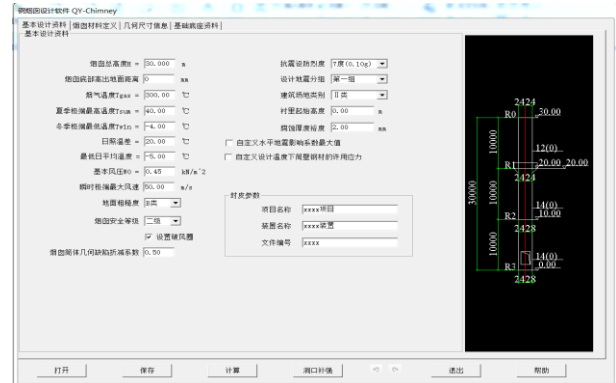 钢烟囱设计软件 QY-Chimney
基本设计资料 烟囱材料定义 几何尺寸信息 基础底座资料
基本设计资料
烟囱总高度H = 30.000 m
烟囱底部高出地面距离 0 mm
烟气温度Tgas = 300.00 ℃
夏季极端最高温度Tsum = 40.00 ℃
冬季极端最低温度Twin = -4.00 ℃
日照温差 = 20.00 ℃
最低日平均温度 = -5.00 ℃
基本风压W0 = 0.45 kN/m^2
瞬时极端最大风速 50.00 m/s
地面粗糙度 B类
烟囱安全等级 二级
设置破风圈
烟囱筒体几何缺陷折减系数 0.50
抗震设防烈度 7度(0.10g)
设计地震分组 第一组
建筑场地类别 Ⅱ类
衬里起始高度 0.00 m
腐蚀厚度裕度 2.00 mm
自定义水平地震影响系数最大值
自定义设计温度下筒壁钢材的许用应力
封皮参数
项目名称 xxxx项目
装置名称 xxxx装置
文件编号 xxxx
2424
R0 30.00
10000
12(0)
R1 20.00 20.00
2424
30000
10000
14(0)
R2 10.00
2428
10000
14(0)
R3 0.00
2428
打开 保存 计算 洞口补强 退出 帮助